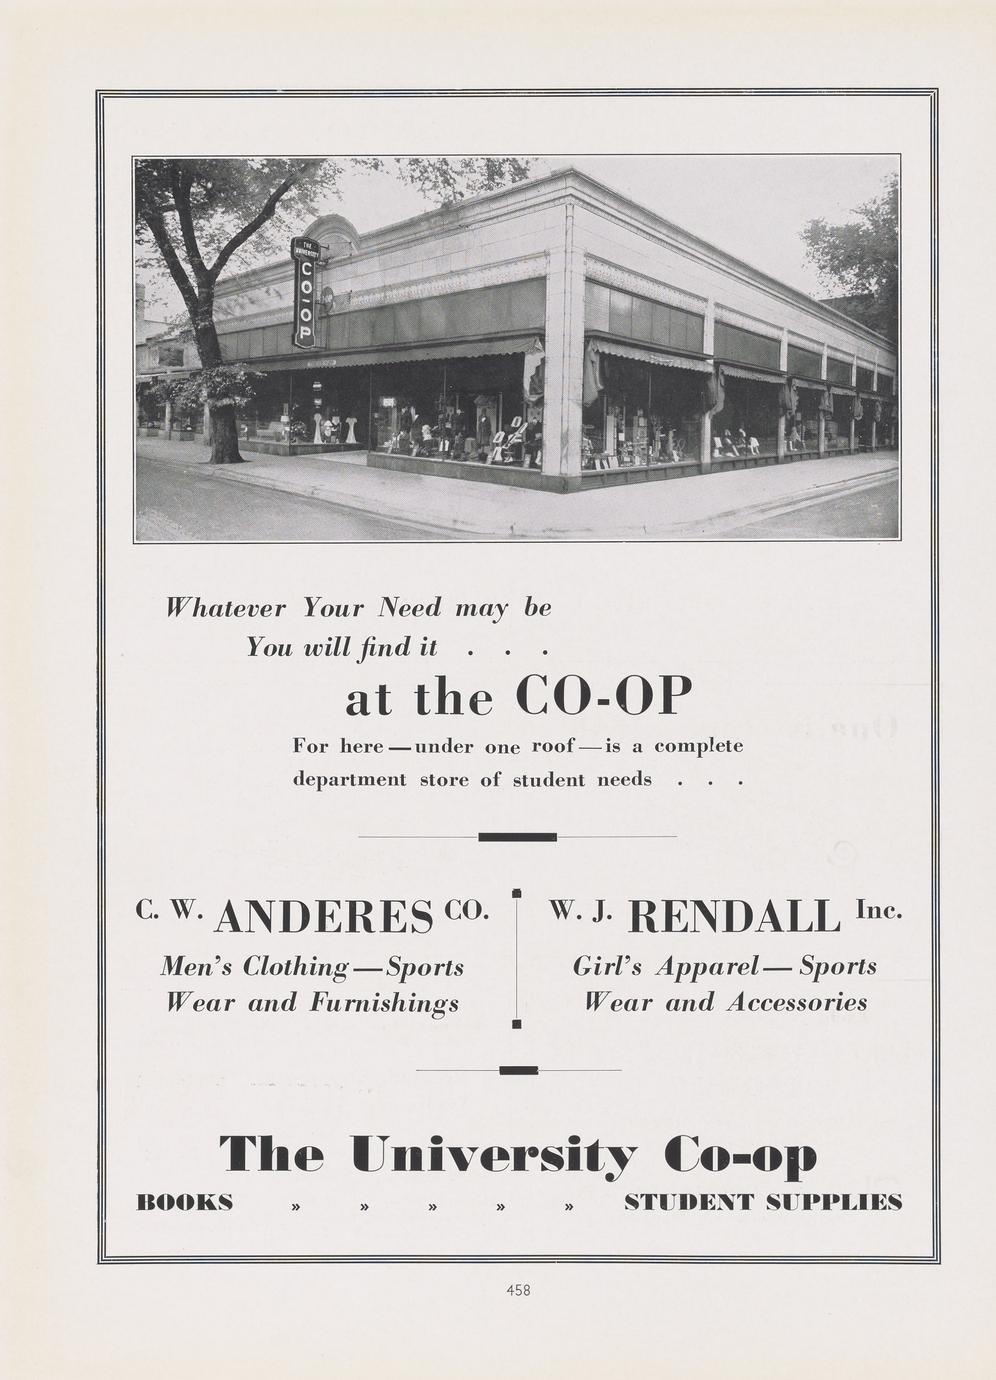 THE
UNIVERSITY
CO-OP
Whatever Your Need may be
You will find it . . .
at the CO-OP
For here — under one roof — is a complete
department store of student needs . . .
C. W. ANDERES CO.
Men's Clothing — Sports
Wear and Furnishings
W. J. RENDALL Inc.
Girl's Apparel — Sports
Wear and Accessories
The University Co-op
BOOKS » » » » » STUDENT SUPPLIES
458